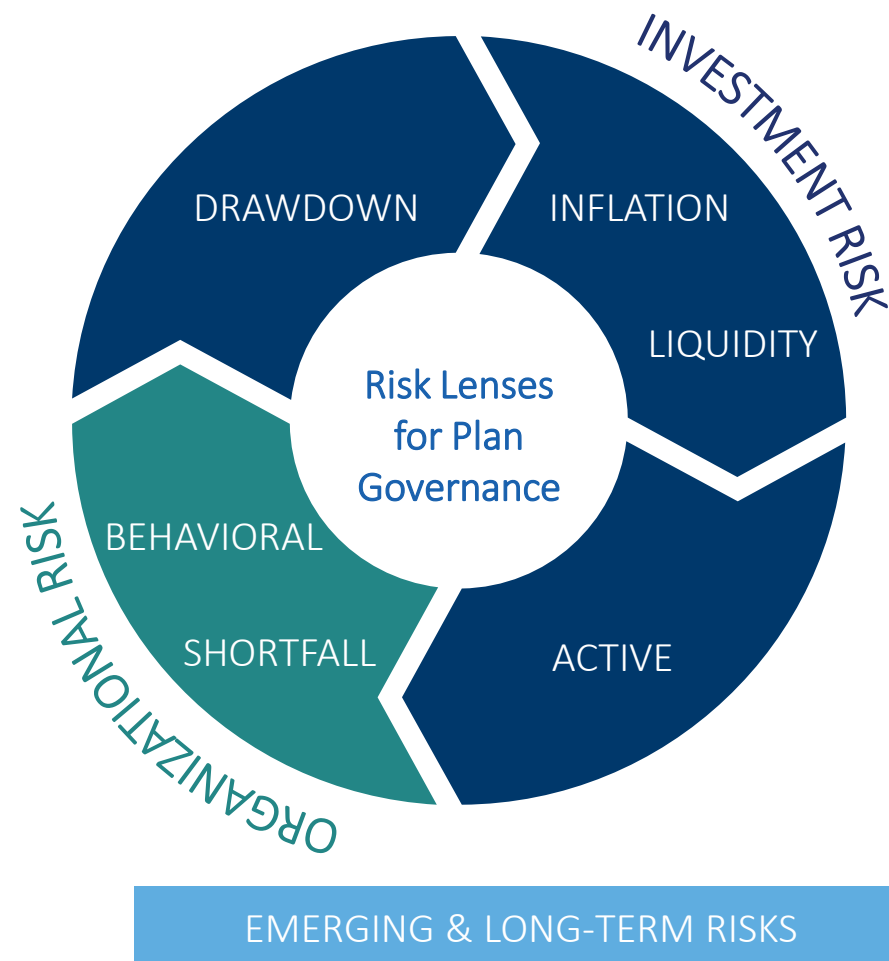 INVESTMENT RISK
DRAWDOWN
INFLATION
LIQUIDITY
Risk Lenses
for Plan
Governance
BEHAVIORAL
SHORTFALL
ACTIVE
ORGANIZATIONAL RISK
EMERGING & LONG-TERM RISKS